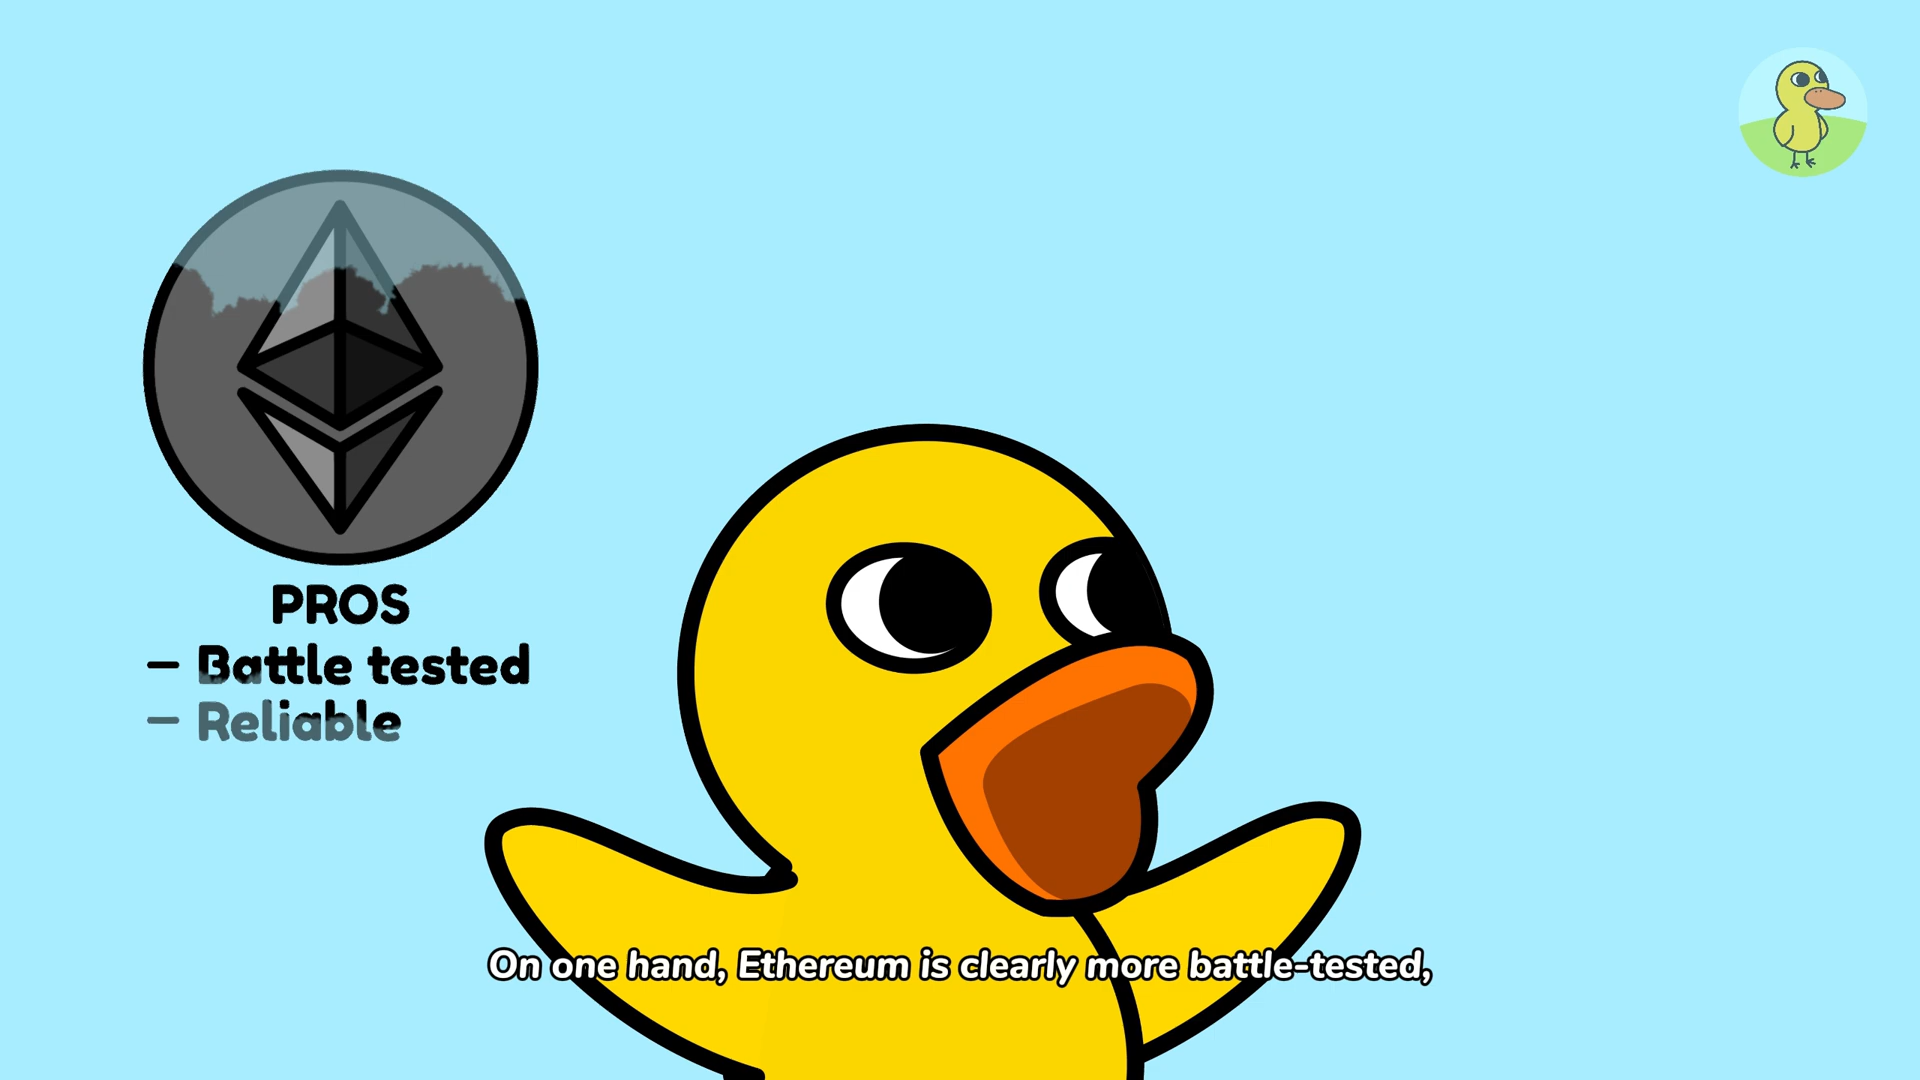 PROS
– Battle tested
– Reliable
On one hand, Ethereum is clearly more battle-tested,